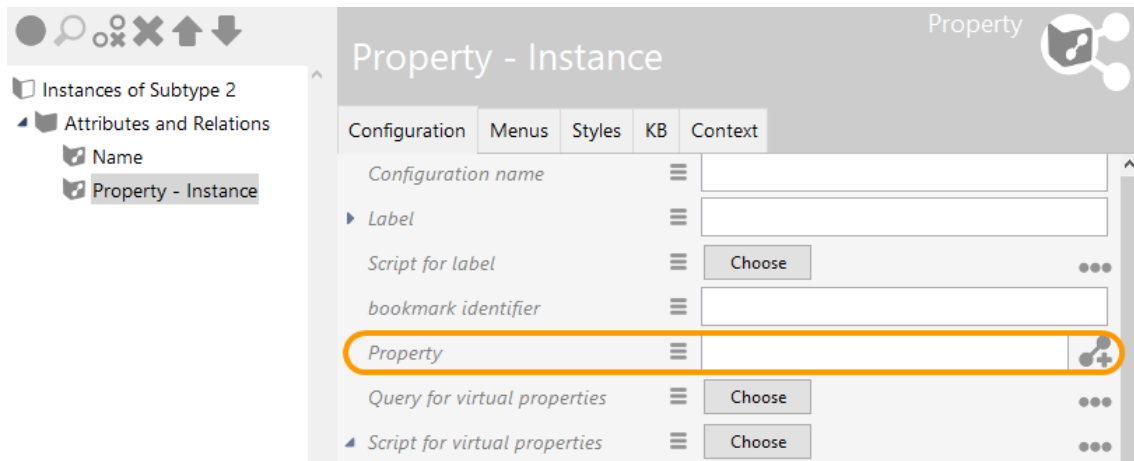 Property
Property - Instance
Instances of Subtype 2
Attributes and Relations
Name
Property - Instance
Configuration Menus Styles KB Context
Configuration name
Label
Script for label Choose
bookmark identifier
Property
Query for virtual properties Choose
Script for virtual properties Choose